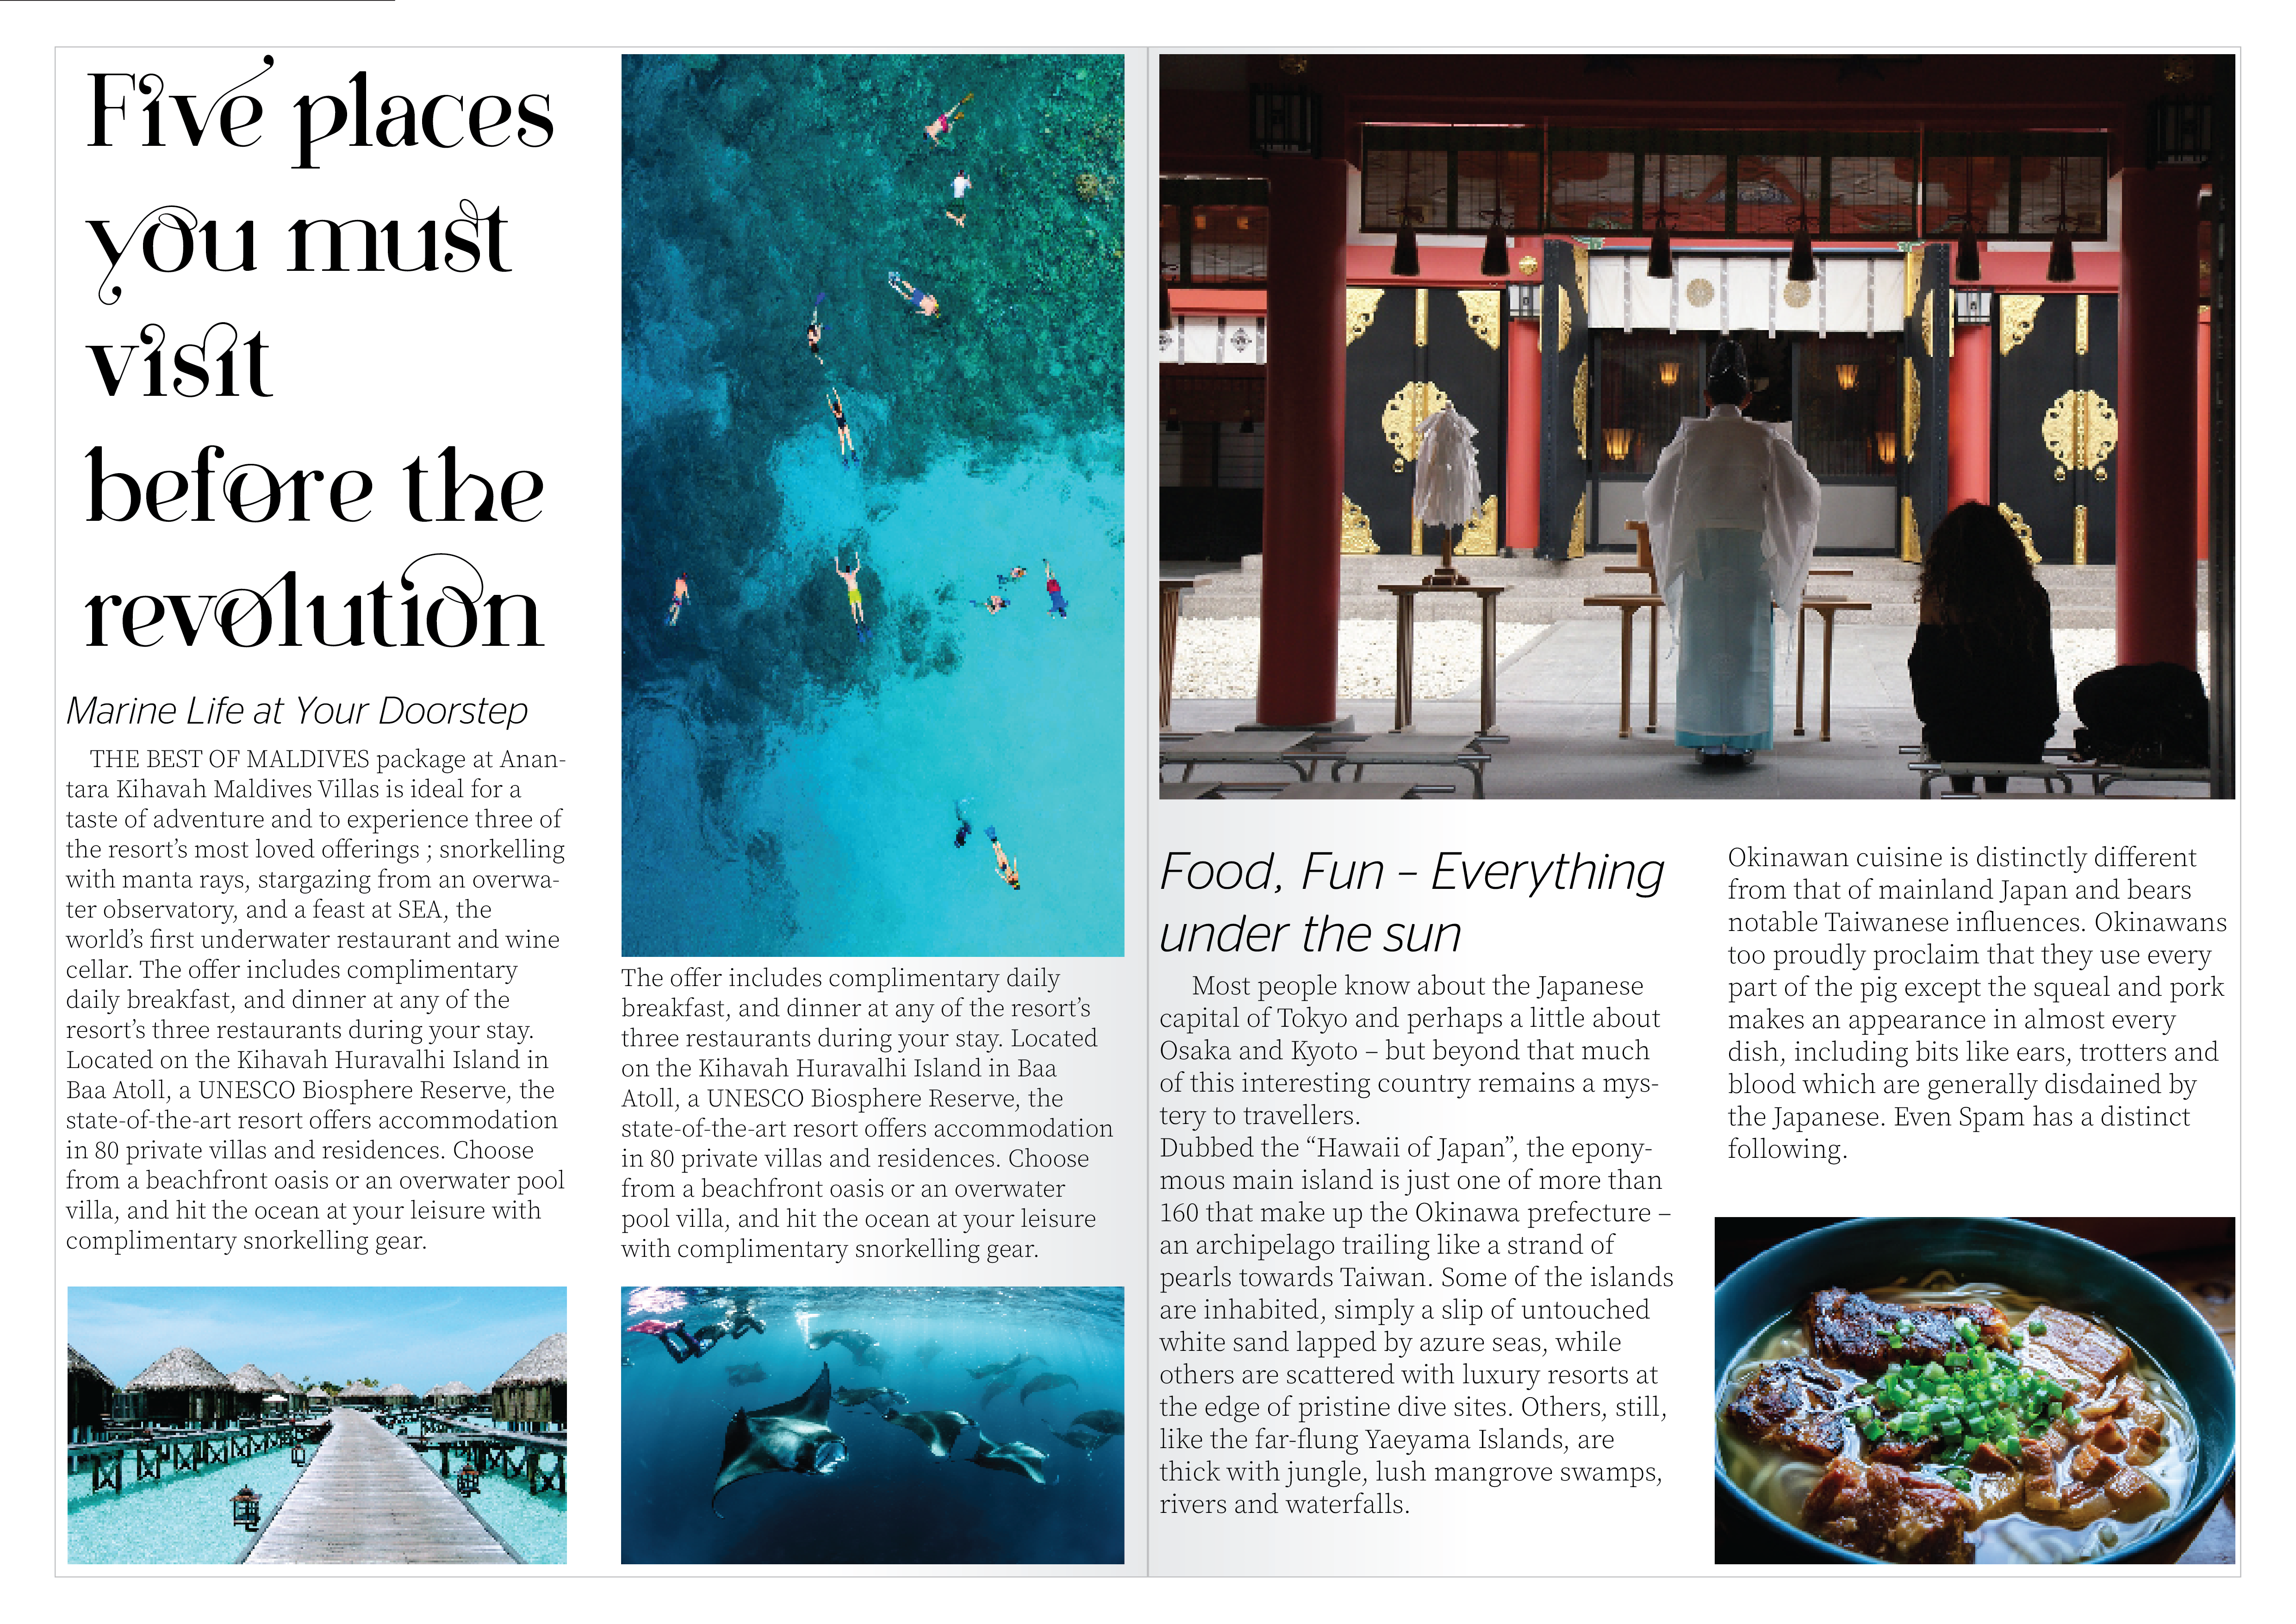 Five places
you must
visit
before the
revolution
Marine Life at Your Doorstep
THE BEST OF MALDIVES package at Anan-
tara Kihavah Maldives Villas is ideal for a
taste of adventure and to experience three of
the resort’s most loved offerings ; snorkelling
with manta rays, stargazing from an overwa-
ter observatory, and a feast at SEA, the
world’s first underwater restaurant and wine
cellar. The offer includes complimentary
daily breakfast, and dinner at any of the
resort’s three restaurants during your stay.
Located on the Kihavah Huravalhi Island in
Baa Atoll, a UNESCO Biosphere Reserve, the
state-of-the-art resort offers accommodation
in 80 private villas and residences. Choose
from a beachfront oasis or an overwater pool
villa, and hit the ocean at your leisure with
complimentary snorkelling gear.
The offer includes complimentary daily
breakfast, and dinner at any of the resort’s
three restaurants during your stay. Located
on the Kihavah Huravalhi Island in Baa
Atoll, a UNESCO Biosphere Reserve, the
state-of-the-art resort offers accommodation
in 80 private villas and residences. Choose
from a beachfront oasis or an overwater
pool villa, and hit the ocean at your leisure
with complimentary snorkelling gear.
Food, Fun – Everything
under the sun
Most people know about the Japanese
capital of Tokyo and perhaps a little about
Osaka and Kyoto – but beyond that much
of this interesting country remains a mys-
tery to travellers.
Dubbed the “Hawaii of Japan”, the epony-
mous main island is just one of more than
160 that make up the Okinawa prefecture –
an archipelago trailing like a strand of
pearls towards Taiwan. Some of the islands
are inhabited, simply a slip of untouched
white sand lapped by azure seas, while
others are scattered with luxury resorts at
the edge of pristine dive sites. Others, still,
like the far-flung Yaeyama Islands, are
thick with jungle, lush mangrove swamps,
rivers and waterfalls.
Okinawan cuisine is distinctly different
from that of mainland Japan and bears
notable Taiwanese influences. Okinawans
too proudly proclaim that they use every
part of the pig except the squeal and pork
makes an appearance in almost every
dish, including bits like ears, trotters and
blood which are generally disdained by
the Japanese. Even Spam has a distinct
following.